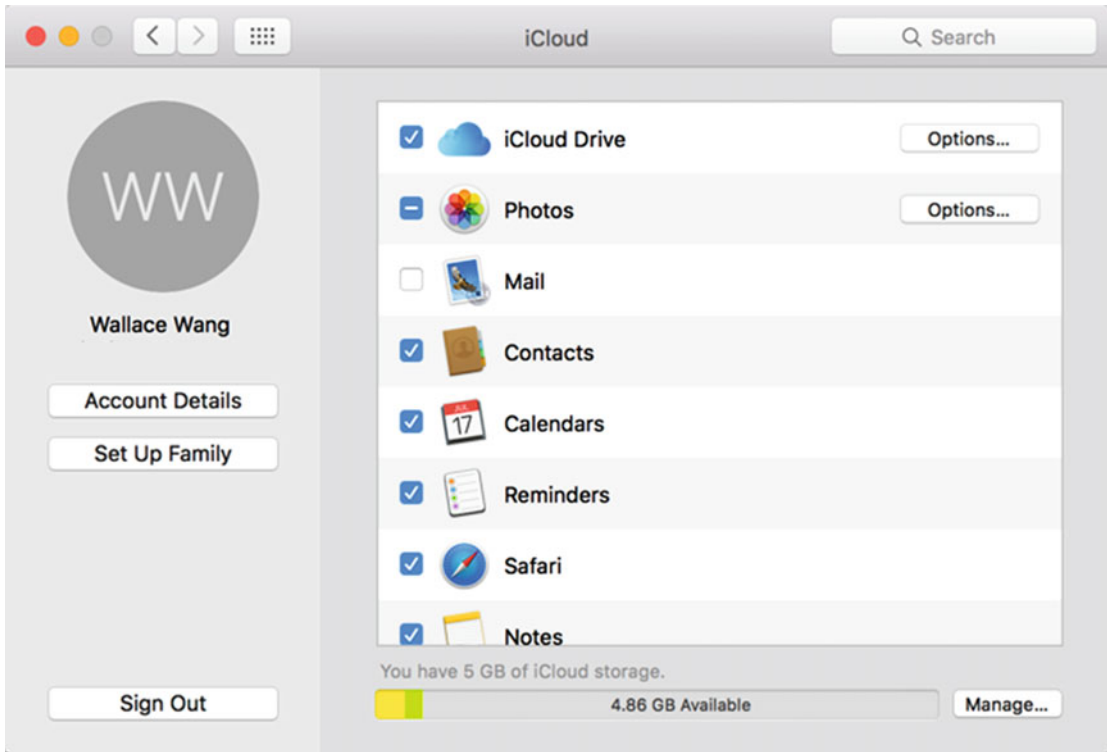 iCloud
Search
WW
Wallace Wang
Account Details
Set Up Family
Sign Out
iCloud Drive
Options...
Photos
Options...
Mail
Contacts
JUL
17
Calendars
Reminders
Safari
Notes
You have 5 GB of iCloud storage.
4.86 GB Available
Manage...